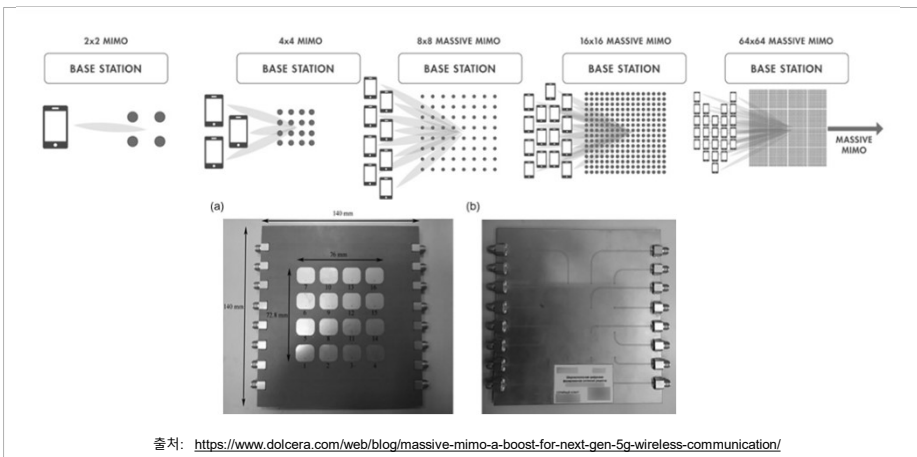 2x2 MIMO
BASE STATION
4x4 MIMO
BASE STATION
8x8 MASSIVE MIMO
BASE STATION
16x16 MASSIVE MIMO
BASE STATION
64x64 MASSIVE MIMO
BASE STATION
MASSIVE
MIMO
(a)
140 mm
140 mm
76 mm
77.8 mm
(b)
출처: https://www.dolcera.com/web/blog/massive-mimo-a-boost-for-next-gen-5g-wireless-communication/